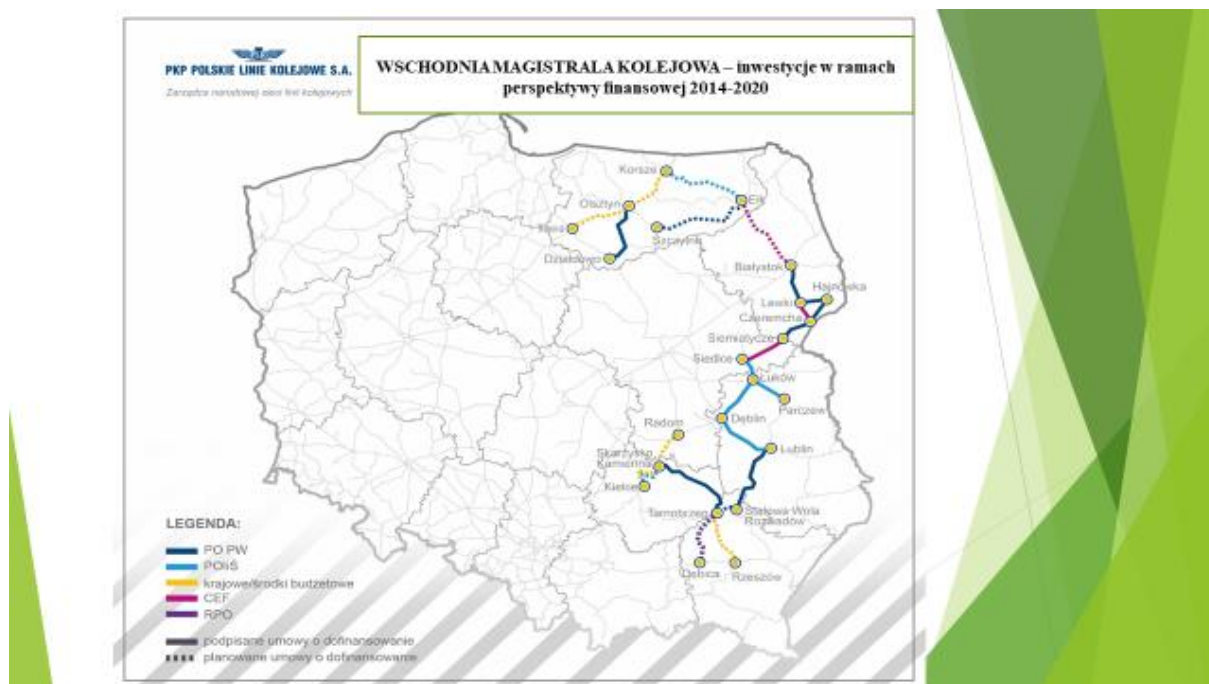 PKP POLSKIE LINIE KOLEJOWE S.A.
Zarządca narodowej sieci linii kolejowych
WSCHODNIA MAGISTRALA KOLEJOWA – inwestycje w ramach
perspektywy finansowej 2014-2020
Korsze
Olsztyn
Ełk
Iława
Szczytno
Działdowo
Białystok
Hajnówka
Lewki
Czeremcha
Siemiatycze
Siedlce
Łuków
Parczew
Dęblin
Radom
Lublin
Skarżysko
Kamienna
Kielce
Tarnobrzeg
Stalowa Wola
Rozwadów
Dębica
Rzeszów
LEGENDA:
PO PW
POIiŚ
krajowe/środki budżetowe
CEF
RPO
podpisane umowy o dofinansowanie
planowane umowy o dofinansowanie